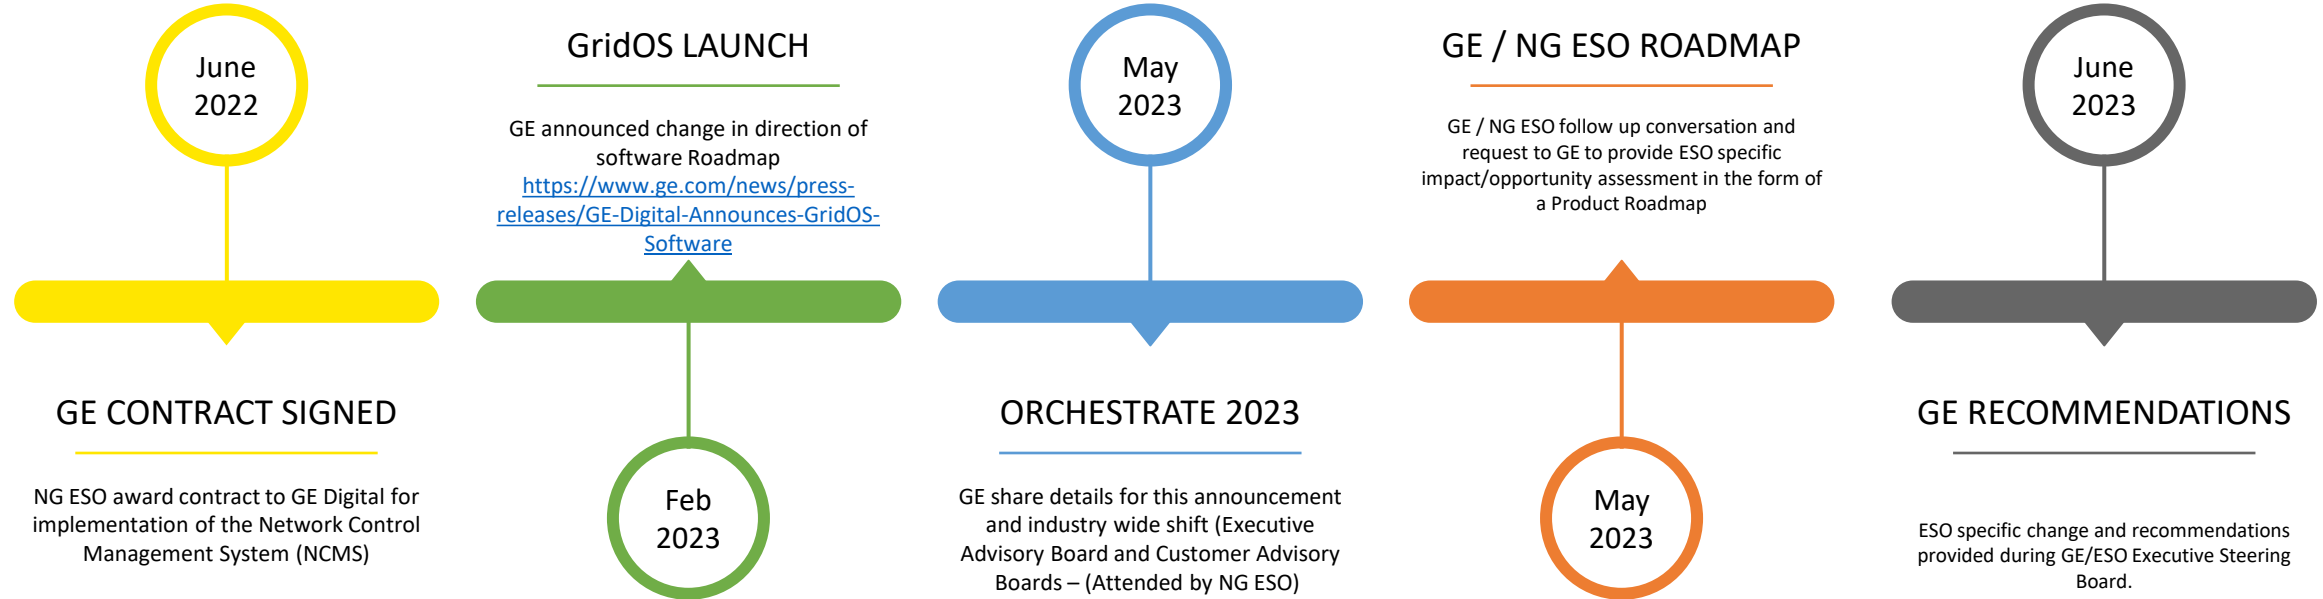 June
2022
GE CONTRACT SIGNED
NG ESO award contract to GE Digital for
implementation of the Network Control
Management System (NCMS)
GridOS LAUNCH
GE announced change in direction of
software Roadmap
https://www.ge.com/news/press-
releases/GE-Digital-Announces-GridOS-
Software
Feb
2023
May
2023
ORCHESTRATE 2023
GE share details for this announcement
and industry wide shift (Executive
Advisory Board and Customer Advisory
Boards – (Attended by NG ESO)
GE / NG ESO ROADMAP
GE / NG ESO follow up conversation and
request to GE to provide ESO specific
impact/opportunity assessment in the form of
a Product Roadmap
May
2023
June
2023
GE RECOMMENDATIONS
ESO specific change and recommendations
provided during GE/ESO Executive Steering
Board.